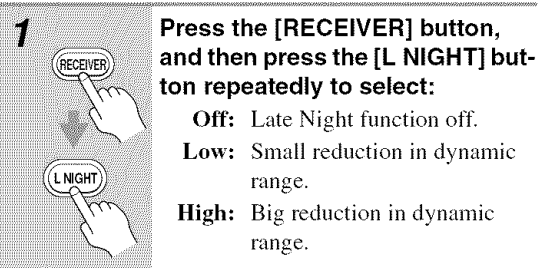 1
RECEIVER
L NIGHT
Press the [RECEIVER] button,
and then press the [L NIGHT] but-
ton repeatedly to select:
Off: Late Night function off.
Low: Small reduction in dynamic
range.
High: Big reduction in dynamic
range.